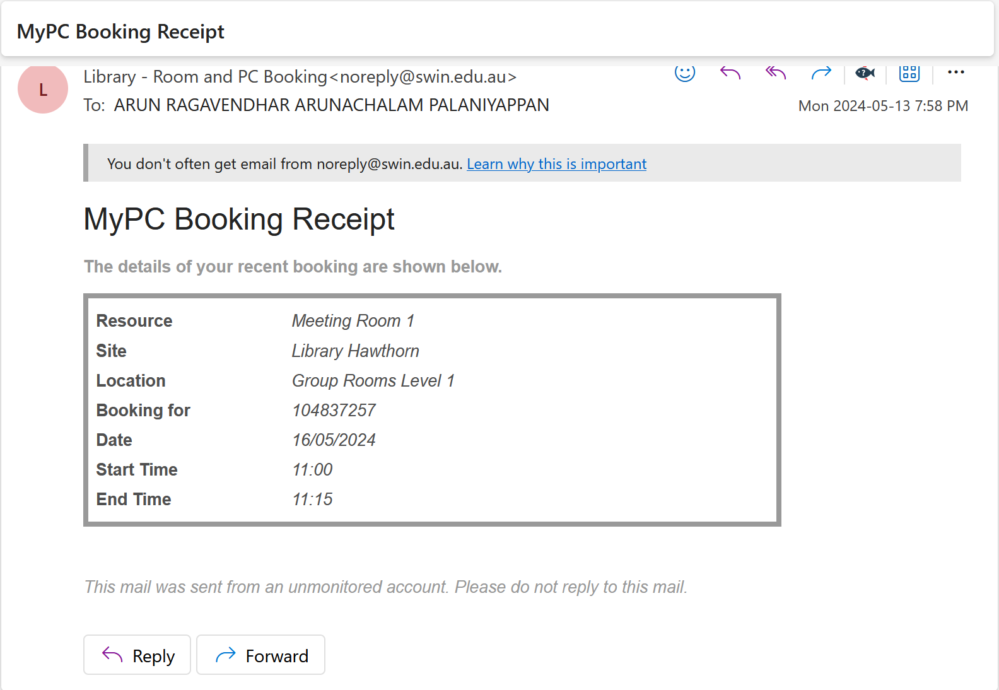 MyPC Booking Receipt
L
Library - Room and PC Booking<noreply@swin.edu.au>
To: ARUN RAGAVENDHAR ARUNACHALAM PALANIYAPPAN
Mon 2024-05-13 7:58 PM
You don't often get email from noreply@swin.edu.au. Learn why this is important
MyPC Booking Receipt
The details of your recent booking are shown below.
Resource Meeting Room 1
Site Library Hawthorn
Location Group Rooms Level 1
Booking for 104837257
Date 16/05/2024
Start Time 11:00
End Time 11:15
This mail was sent from an unmonitored account. Please do not reply to this mail.
Reply Forward